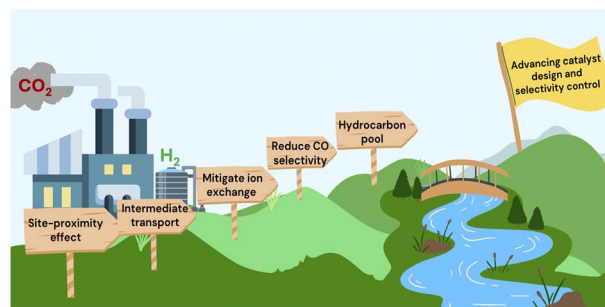 CO2
H2
Site-proximity
effect
Intermediate
transport
Mitigate ion
exchange
Reduce CO
selectivity
Hydrocarbon
pool
Advancing catalyst
design and
selectivity control